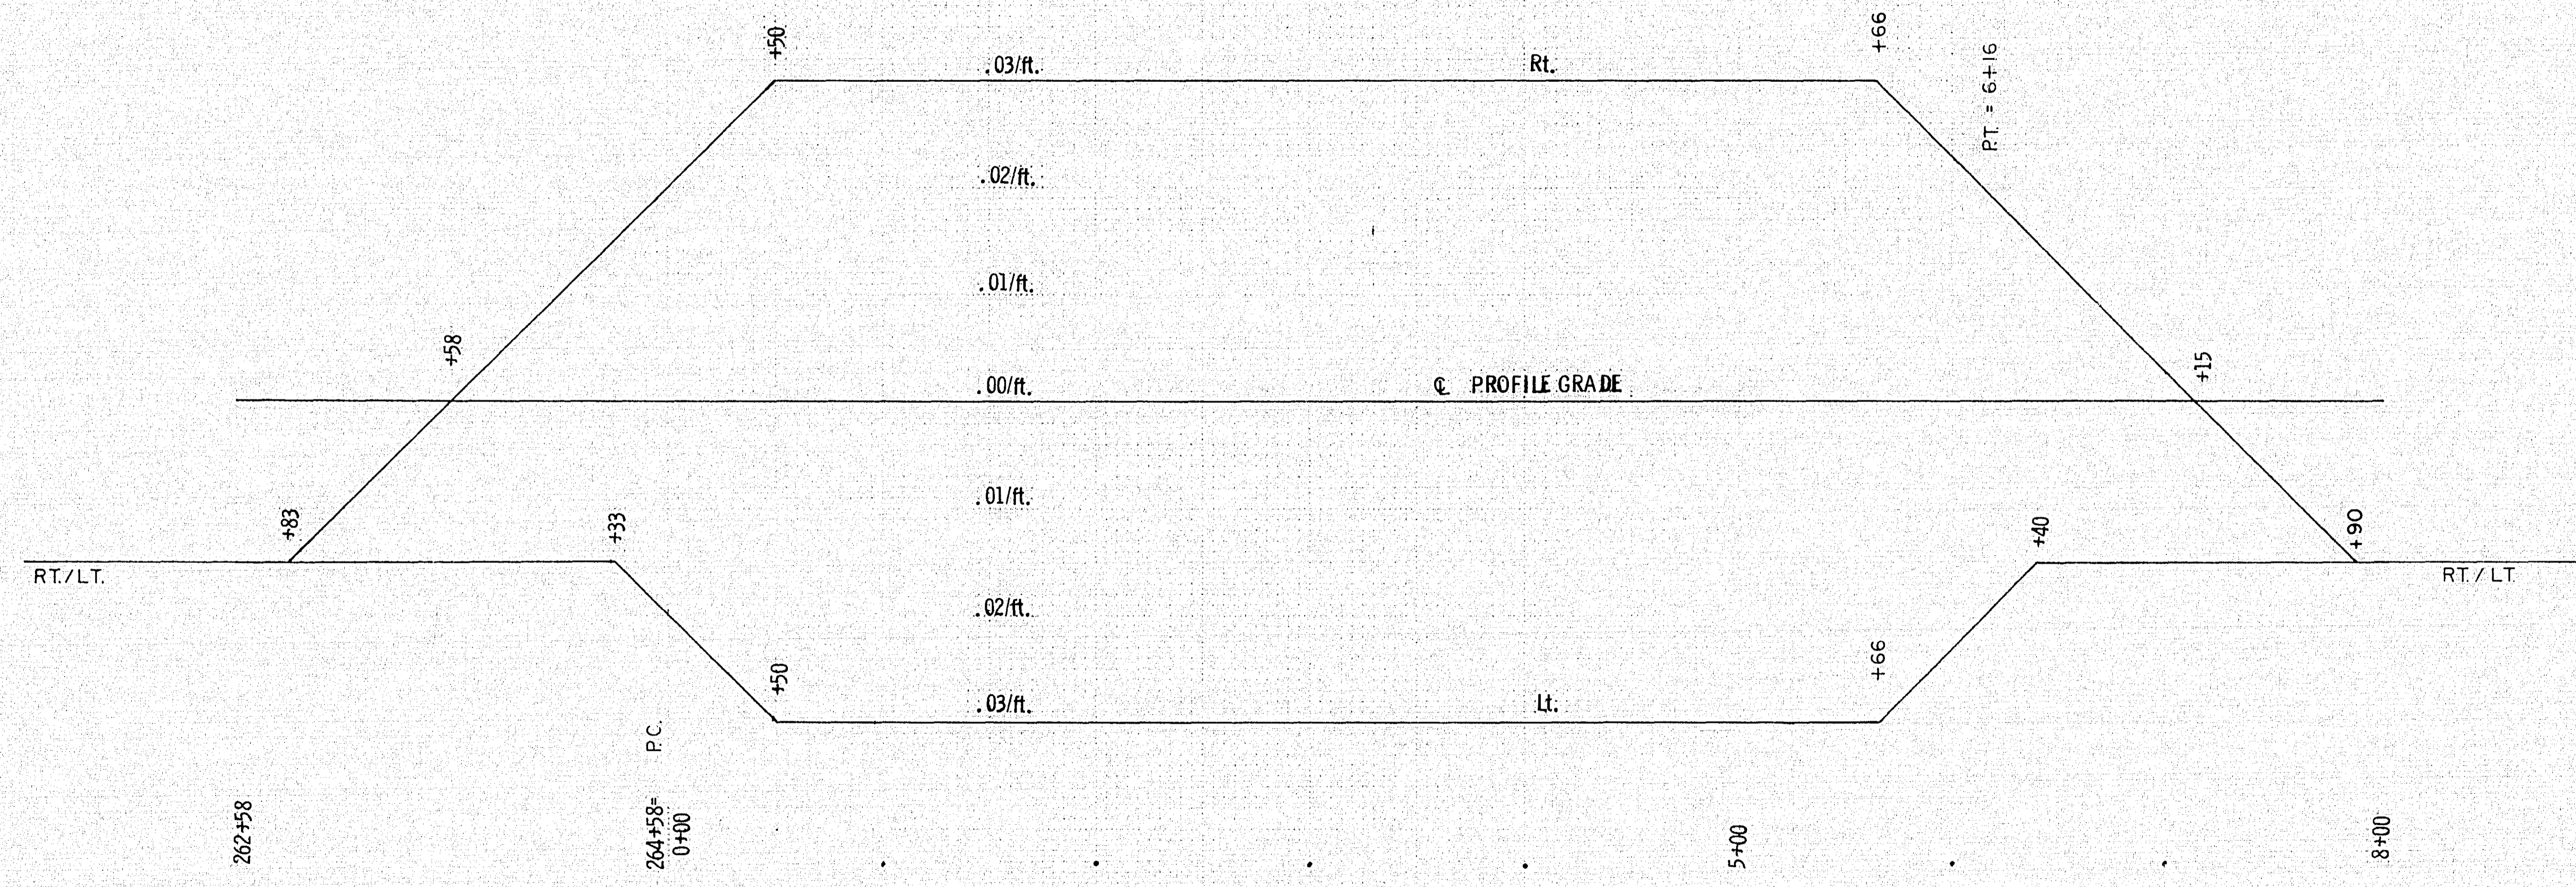 +50
+66
.03/ft.
Rt.
P.T. = 6+16
.02/ft.
.01/ft.
+58
+15
.00/ft.
℄ PROFILE GRADE
.01/ft.
+83
+33
+40
+90
RT./LT.
RT./LT.
.02/ft.
+50
+66
.03/ft.
Lt.
P.C.
262+58
264+58=
0+00
5+00
8+00